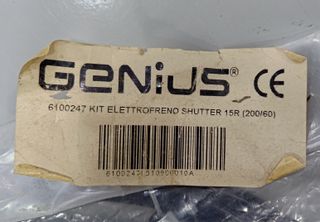 GENiUS® CE
6100247 KIT ELETTROFRENO SHUTTER 15R (200/60)